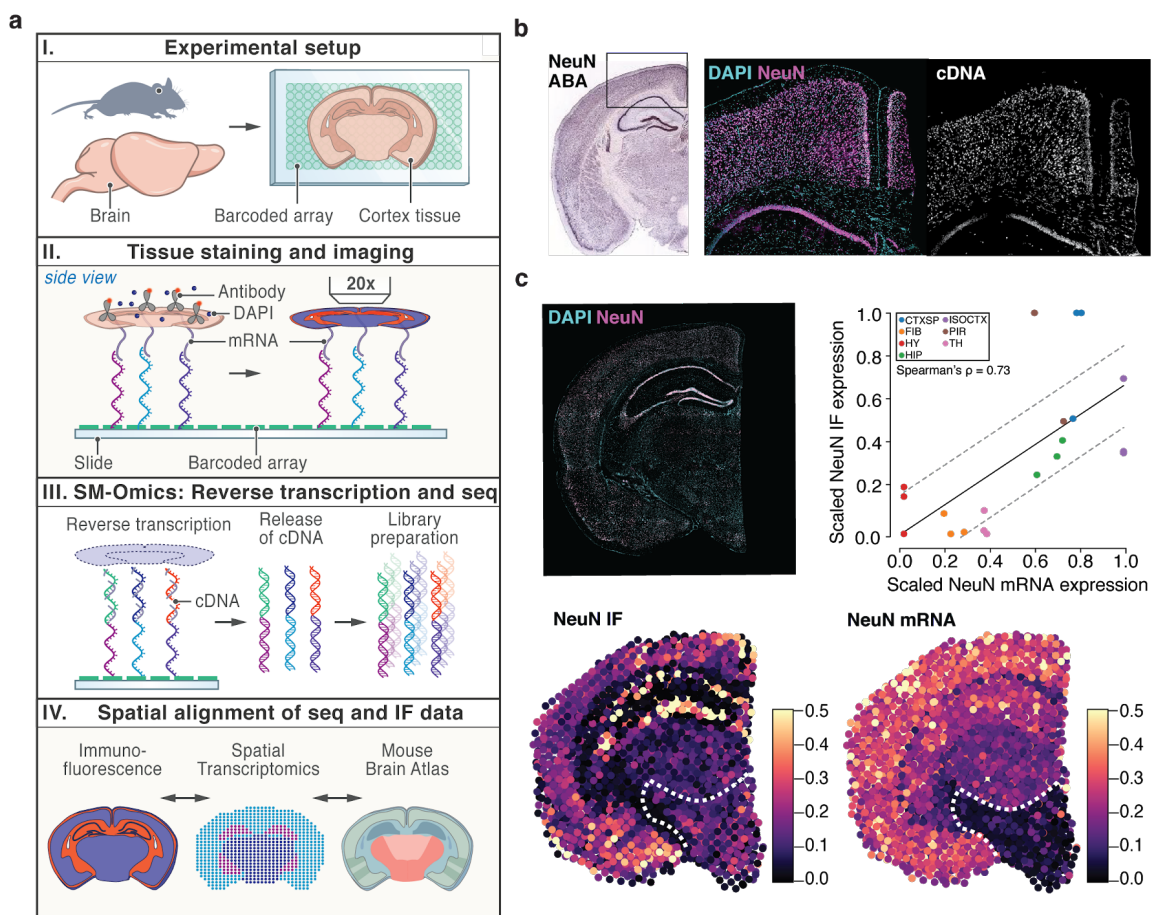 a
I. Experimental setup
Brain
Barcoded array
Cortex tissue
II. Tissue staining and imaging
side view
Antibody
DAPI
mRNA
20x
Slide
Barcoded array
III. SM-Omics: Reverse transcription and seq
Reverse transcription
Release
of cDNA
Library
preparation
cDNA
IV. Spatial alignment of seq and IF data
Immuno-
fluorescence
Spatial
Transcriptomics
Mouse
Brain Atlas
b
NeuN
ABA
DAPI NeuN
cDNA
c
DAPI NeuN
Scaled NeuN IF expression
1.0
0.8
0.6
0.4
0.2
0.0
CTXSP ISOCTX
FIB PIR
HY TH
HIP
Spearman's ρ = 0.73
0.0 0.2 0.4 0.6 0.8 1.0
Scaled NeuN mRNA expression
NeuN IF
0.5
0.4
0.3
0.2
0.1
0.0
NeuN mRNA
0.5
0.4
0.3
0.2
0.1
0.0